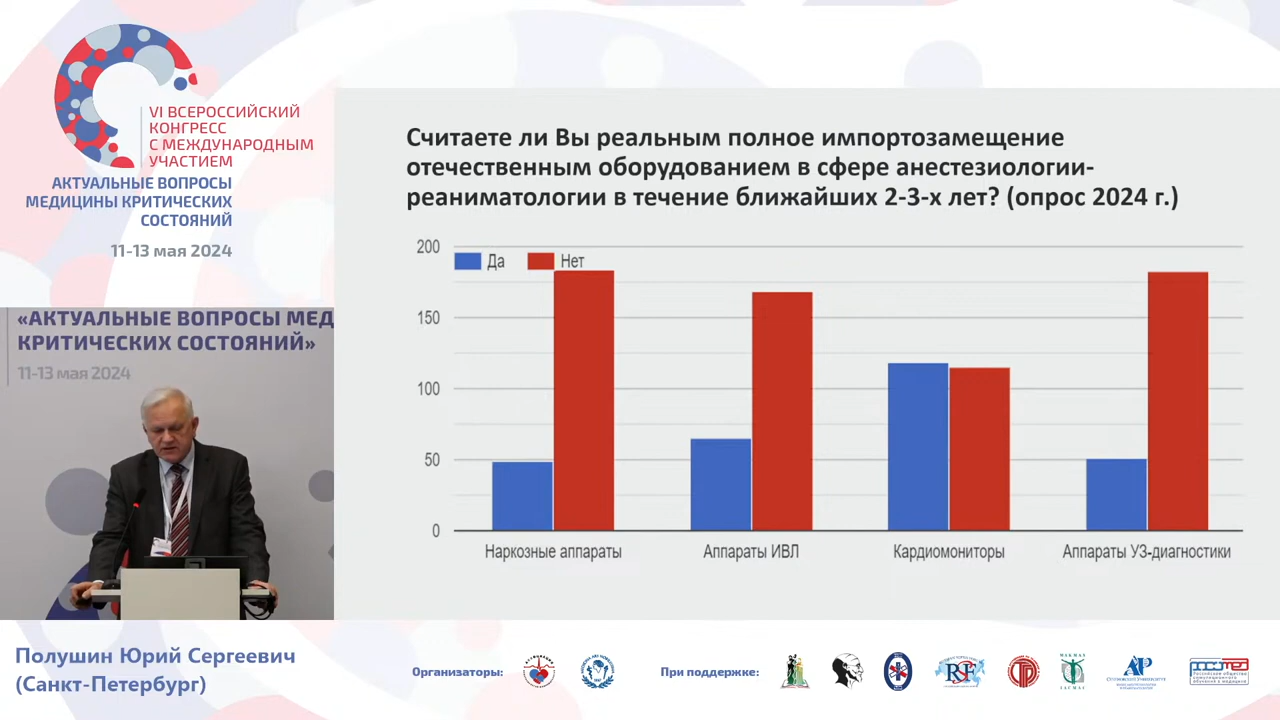 VI ВСЕРОССИЙСКИЙ
КОНГРЕСС
С МЕЖДУНАРОДНЫМ
УЧАСТИЕМ
АКТУАЛЬНЫЕ ВОПРОСЫ
МЕДИЦИНЫ КРИТИЧЕСКИХ
СОСТОЯНИЙ
11-13 мая 2024
«АКТУАЛЬНЫЕ ВОПРОСЫ МЕД
КРИТИЧЕСКИХ СОСТОЯНИЙ»
11-13 мая 2024
Полушин Юрий Сергеевич
(Санкт-Петербург)
Считаете ли Вы реальным полное импортозамещение
отечественным оборудованием в сфере анестезиологии-
реаниматологии в течение ближайших 2-3-х лет? (опрос 2024 г.)
Да Нет
200
150
100
50
0
Наркозные аппараты Аппараты ИВЛ Кардиомониторы Аппараты УЗ-диагностики
Организаторы: При поддержке: